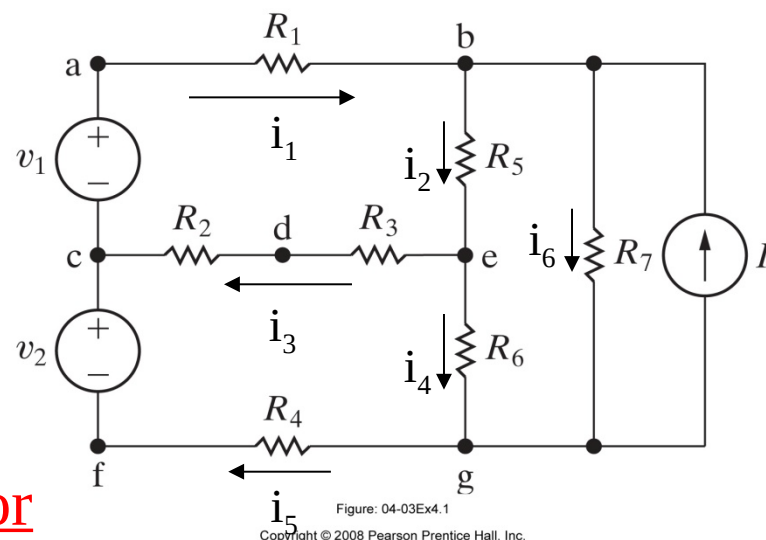 R1
a
b
i1
v1
+
−
i2
R5
R2
d
R3
c
e
i6
R7
I
i3
v2
+
−
i4
R6
R4
f
g
or
i5
Figure: 04-03Ex4.1
Copyright © 2008 Pearson Prentice Hall, Inc.